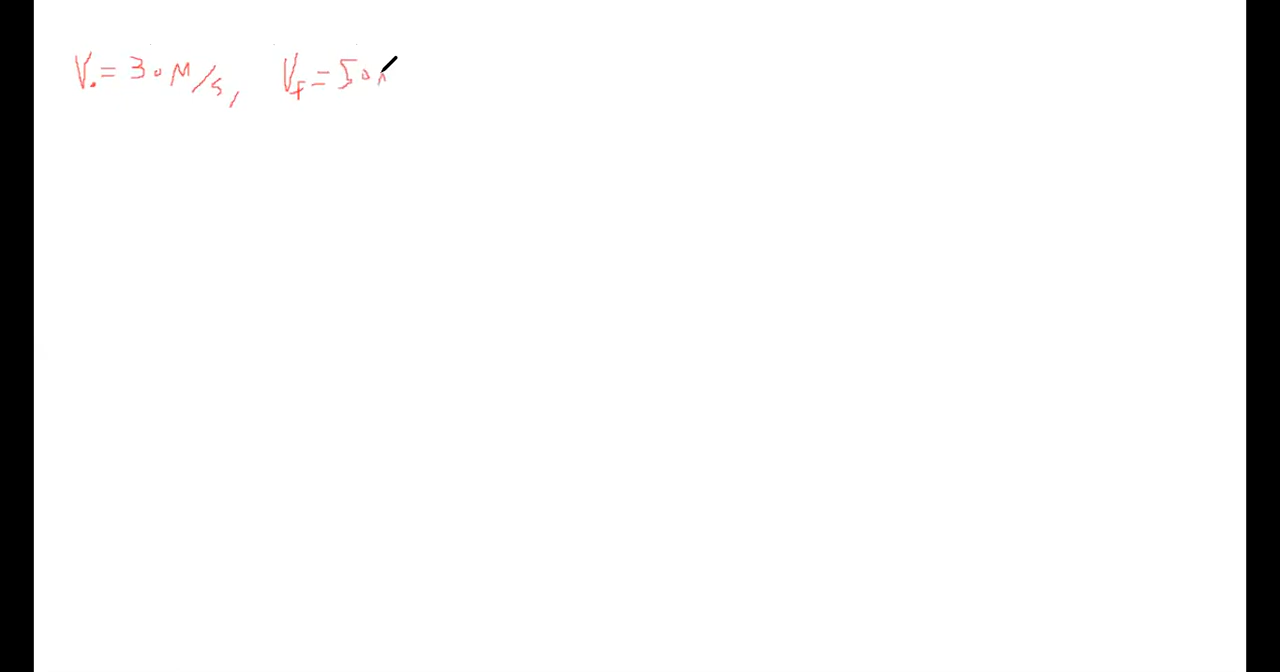 V₀ = 30 M/s, V_f = 50